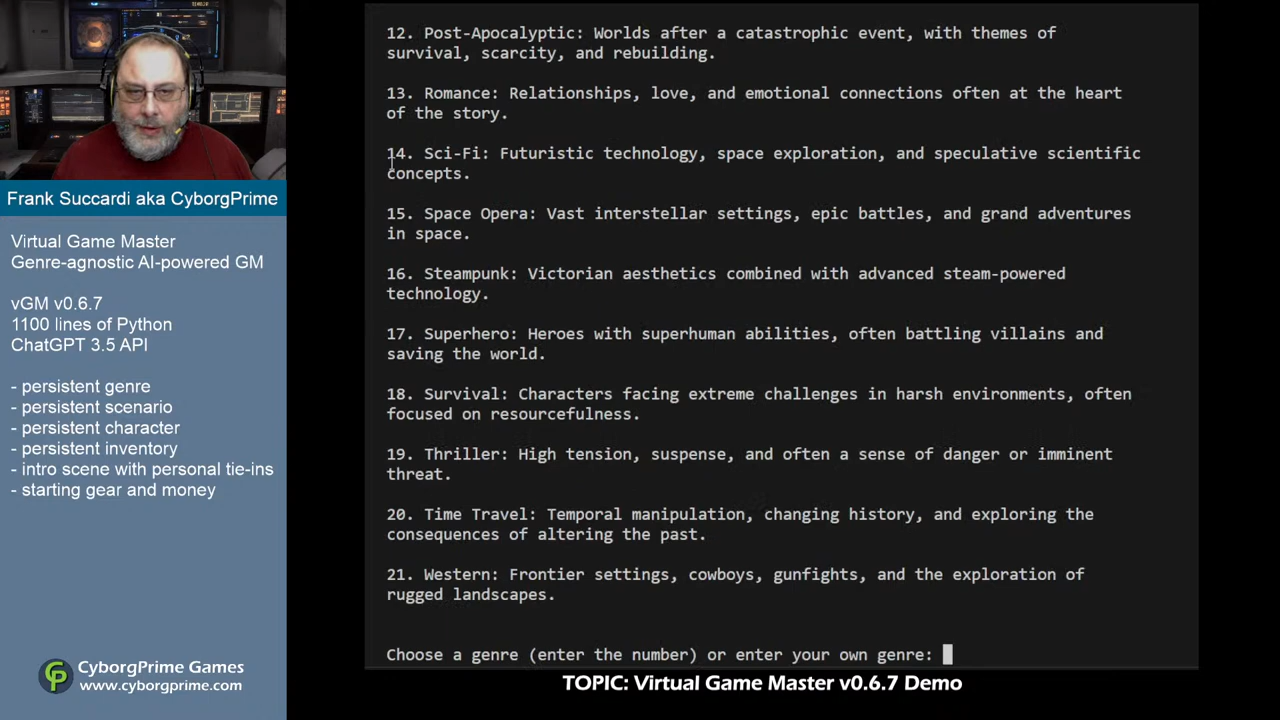 12. Post-Apocalyptic: Worlds after a catastrophic event, with themes of
survival, scarcity, and rebuilding.
13. Romance: Relationships, love, and emotional connections often at the heart
of the story.
14. Sci-Fi: Futuristic technology, space exploration, and speculative scientific
concepts.
15. Space Opera: Vast interstellar settings, epic battles, and grand adventures
in space.
16. Steampunk: Victorian aesthetics combined with advanced steam-powered
technology.
17. Superhero: Heroes with superhuman abilities, often battling villains and
saving the world.
18. Survival: Characters facing extreme challenges in harsh environments, often
focused on resourcefulness.
19. Thriller: High tension, suspense, and often a sense of danger or imminent
threat.
20. Time Travel: Temporal manipulation, changing history, and exploring the
consequences of altering the past.
21. Western: Frontier settings, cowboys, gunfights, and the exploration of
rugged landscapes.
Choose a genre (enter the number) or enter your own genre:
Frank Succardi aka CyborgPrime
Virtual Game Master
Genre-agnostic AI-powered GM
vGM v0.6.7
1100 lines of Python
ChatGPT 3.5 API
- persistent genre
- persistent scenario
- persistent character
- persistent inventory
- intro scene with personal tie-ins
- starting gear and money
CP
CyborgPrime Games
www.cyborgprime.com
TOPIC: Virtual Game Master v0.6.7 Demo